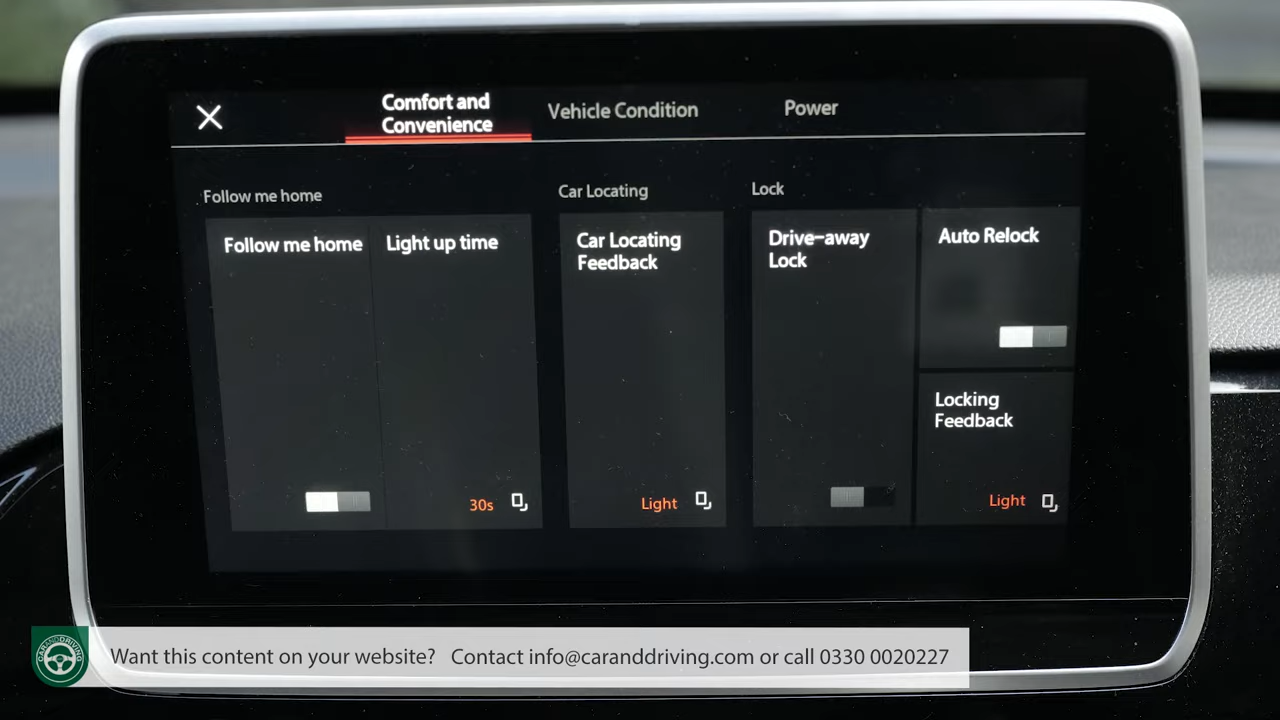 Comfort and
Convenience
Vehicle Condition
Power
Follow me home
Car Locating
Lock
Follow me home
Light up time
Car Locating
Feedback
Drive-away
Lock
Auto Relock
Locking
Feedback
30s
Light
Light
CARANDDRIVING
Want this content on your website? Contact info@caranddriving.com or call 0330 0020227